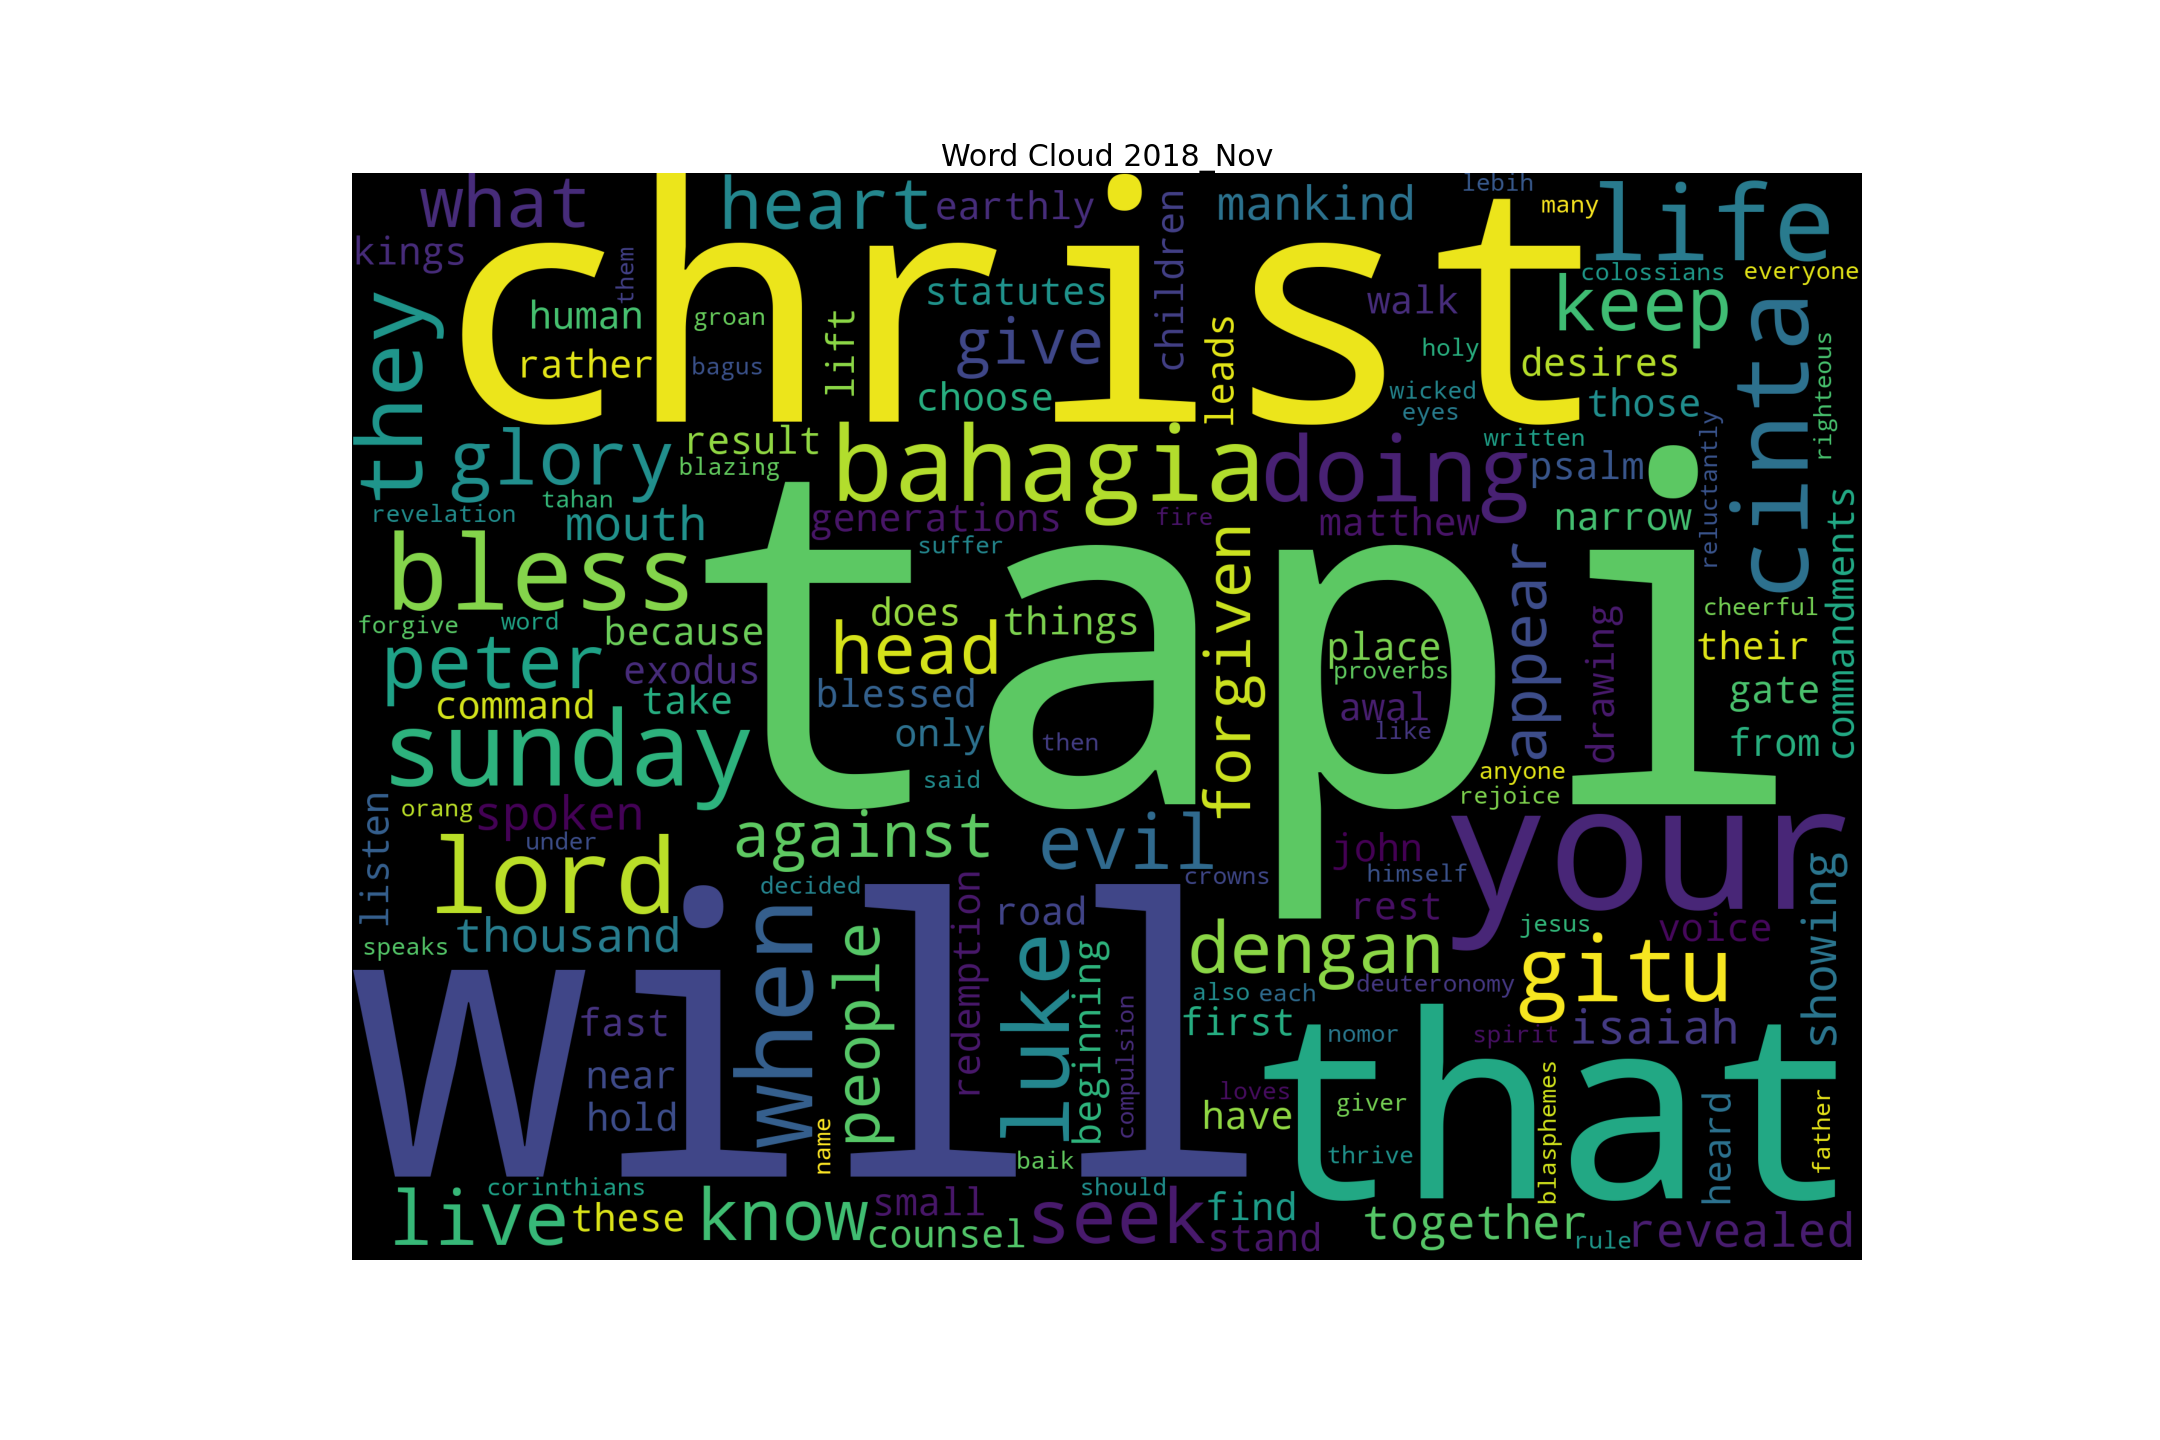 Word Cloud 2018_Nov
what
heart
earthly
mankind
lebih
many
life
christ
kings
them
children
colossians
everyone
they
human
groan
lift
statutes
give
walk
keep
cinta
rather
bagus
choose
leads
holy
desires
wicked
eyes
those
righteous
glory
result
blazing
bahagia
doing
written
psalm
reluctantly
tahan
revelation
mouth
generations
fire
matthew
narrow
commandments
bless
tapi
suffer
forgiven
appear
drawing
cheerful
forgive
word
because
does
things
head
place
proverbs
their
peter
exodus
command
take
blessed
awal
like
gate
sunday
only
then
from
said
anyone
rejoice
listen
orang
spoken
under
against
evil
john
your
lord
decided
crowns
himself
showing
when
redemption
road
rest
thousand
people
luke
dengan
jesus
voice
speaks
gitu
will
fast
beginning
compulsion
also
each
deuteronomy
first
nomor
spirit
isaiah
that
near
hold
loves
have
giver
blasphemes
heard
father
name
baik
thrive
corinthians
live
these
know
small
counsel
should
seek
find
stand
together
rule
revealed